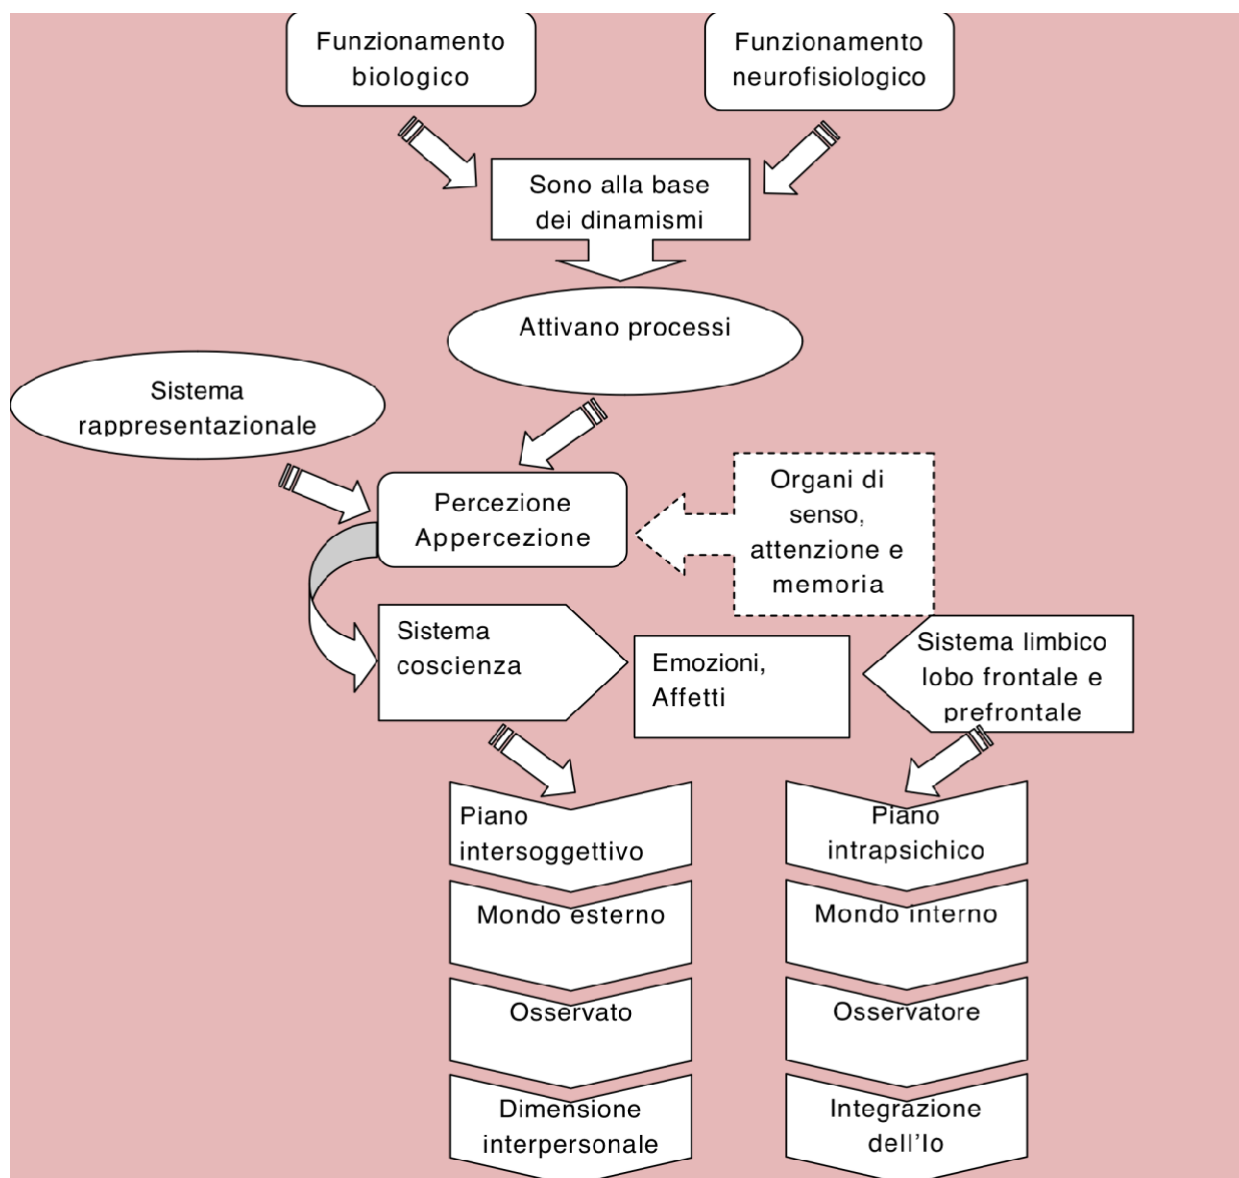 Funzionamento
biologico
Funzionamento
neurofisiologico
Sono alla base
dei dinamismi
Attivano processi
Sistema
rappresentazionale
Percezione
Appercezione
Organi di
senso,
attenzione e
memoria
Sistema
coscienza
Emozioni,
Affetti
Sistema limbico
lobo frontale e
prefrontale
Piano
intersoggettivo
Mondo esterno
Osservato
Dimensione
interpersonale
Piano
intrapsichico
Mondo interno
Osservatore
Integrazione
dell'Io